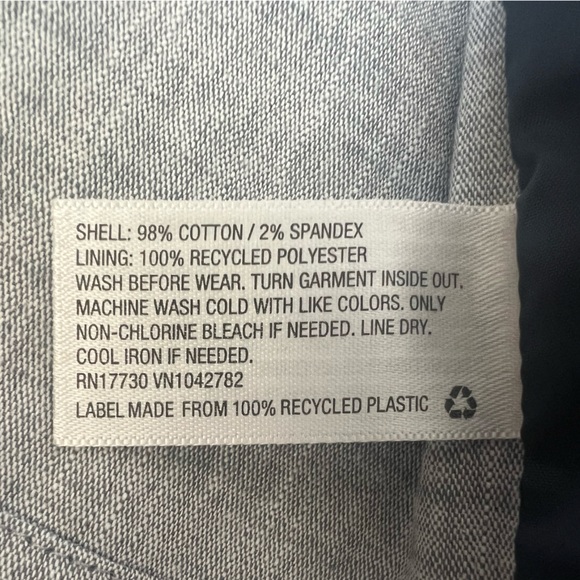 SHELL: 98% COTTON / 2% SPANDEX
LINING: 100% RECYCLED POLYESTER
WASH BEFORE WEAR. TURN GARMENT INSIDE OUT,
MACHINE WASH COLD WITH LIKE COLORS. ONLY
NON-CHLORINE BLEACH IF NEEDED. LINE DRY.
COOL IRON IF NEEDED.
RN17730 VN1042782
LABEL MADE FROM 100% RECYCLED PLASTIC